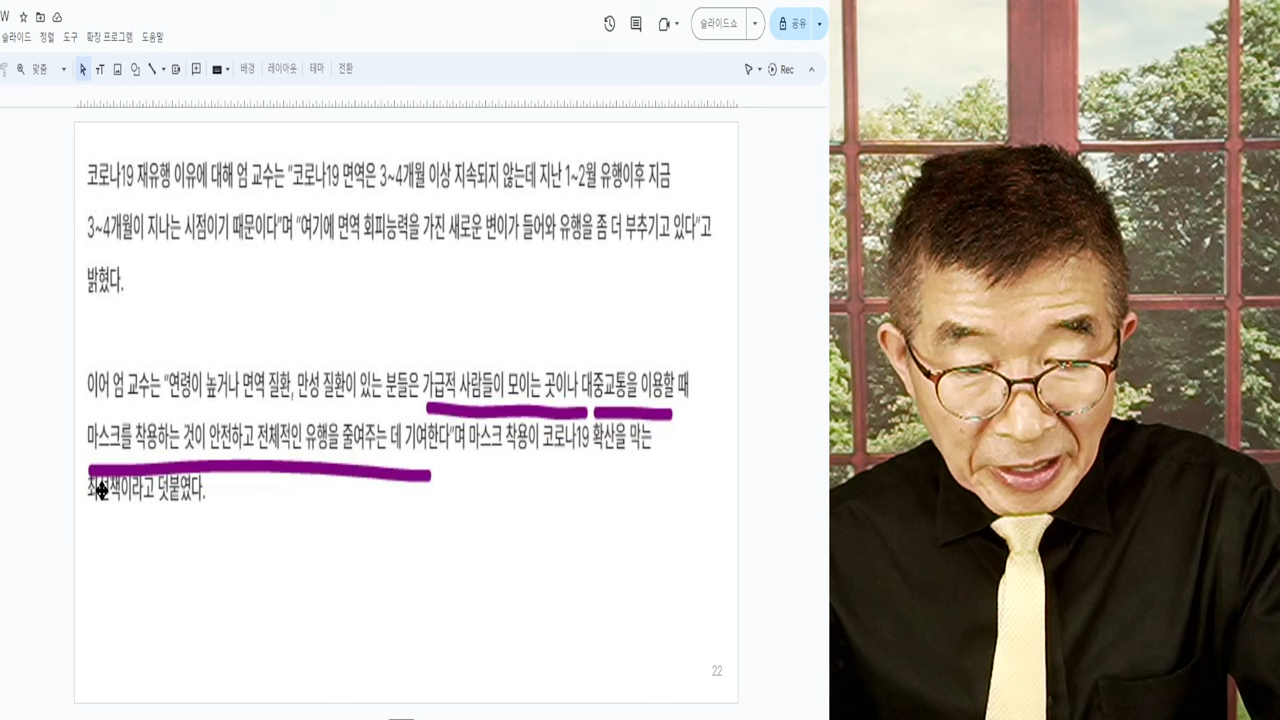 W
슬라이드 정렬 도구 확장 프로그램 도움말
슬라이드쇼
공유
맞춤 배경 레이아웃 테마 전환 Rec
코로나19 재유행 이유에 대해 엄 교수는 "코로나19 면역은 3~4개월 이상 지속되지 않는데 지난 1~2월 유행이후 지금
3~4개월이 지나는 시점이기 때문이다"며 "여기에 면역 회피능력을 가진 새로운 변이가 들어와 유행을 좀 더 부추기고 있다"고
밝혔다.
이어 엄 교수는 "연령이 높거나 면역 질환, 만성 질환이 있는 분들은 가급적 사람들이 모이는 곳이나 대중교통을 이용할 때
마스크를 착용하는 것이 안전하고 전체적인 유행을 줄여주는 데 기여한다"며 마스크 착용이 코로나19 확산을 막는
덧붙였다.
22